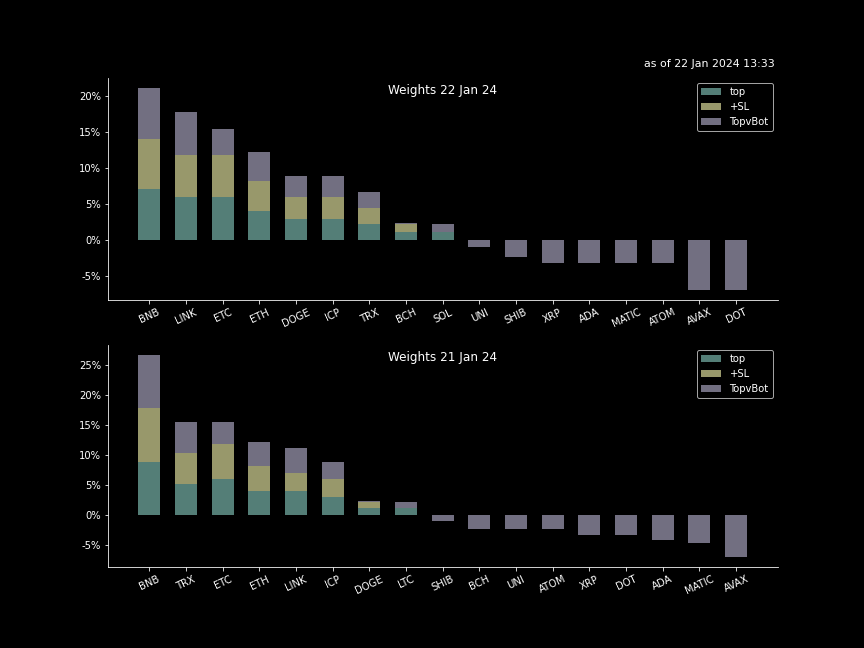 as of 22 Jan 2024 13:33
Weights 22 Jan 24
top
+SL
TopvBot
20%
15%
10%
5%
0%
-5%
BNB LINK ETC ETH DOGE ICP TRX BCH SOL UNI SHIB XRP ADA MATIC ATOM AVAX DOT
Weights 21 Jan 24
top
+SL
TopvBot
25%
20%
15%
10%
5%
0%
-5%
BNB TRX ETC ETH LINK ICP DOGE LTC SHIB BCH UNI ATOM XRP DOT ADA MATIC AVAX